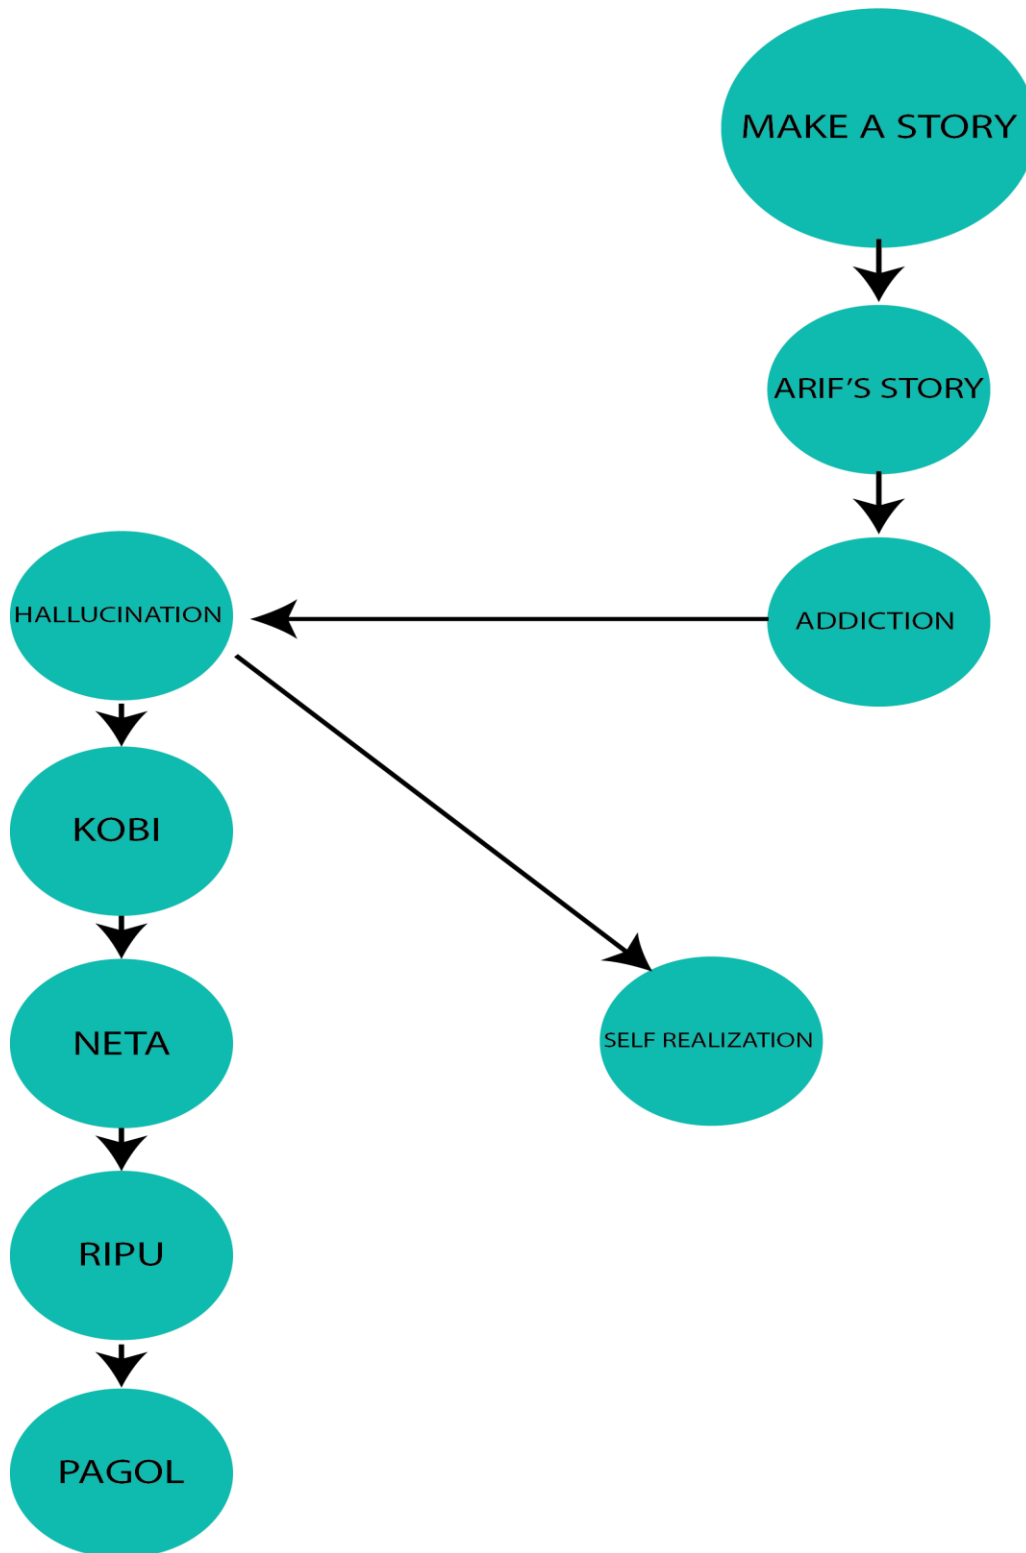 MAKE A STORY
ARIF'S STORY
ADDICTION
HALLUCINATION
KOBI
NETA
SELF REALIZATION
RIPU
PAGOL